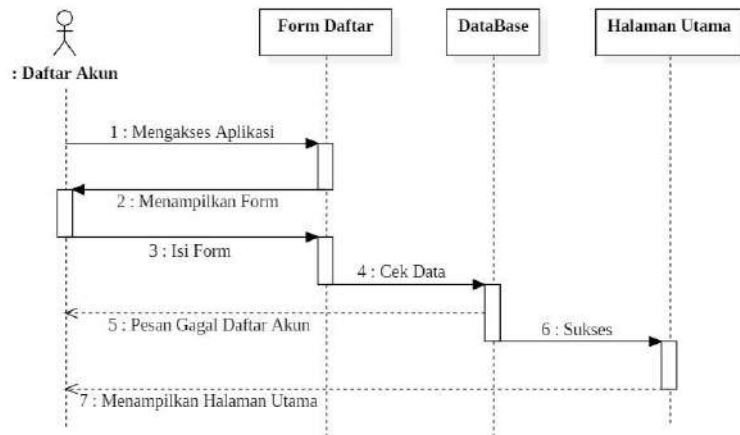 Form Daftar
DataBase
Halaman Utama
: Daftar Akun
1 : Mengakses Aplikasi
2 : Menampilkan Form
3 : Isi Form
4 : Cek Data
5 : Pesan Gagal Daftar Akun
6 : Sukses
7 : Menampilkan Halaman Utama